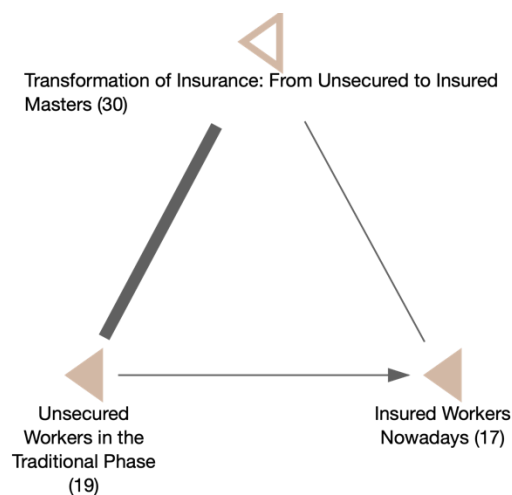 Transformation of Insurance: From Unsecured to Insured
Masters (30)
Unsecured
Workers in the
Traditional Phase
(19)
Insured Workers
Nowadays (17)